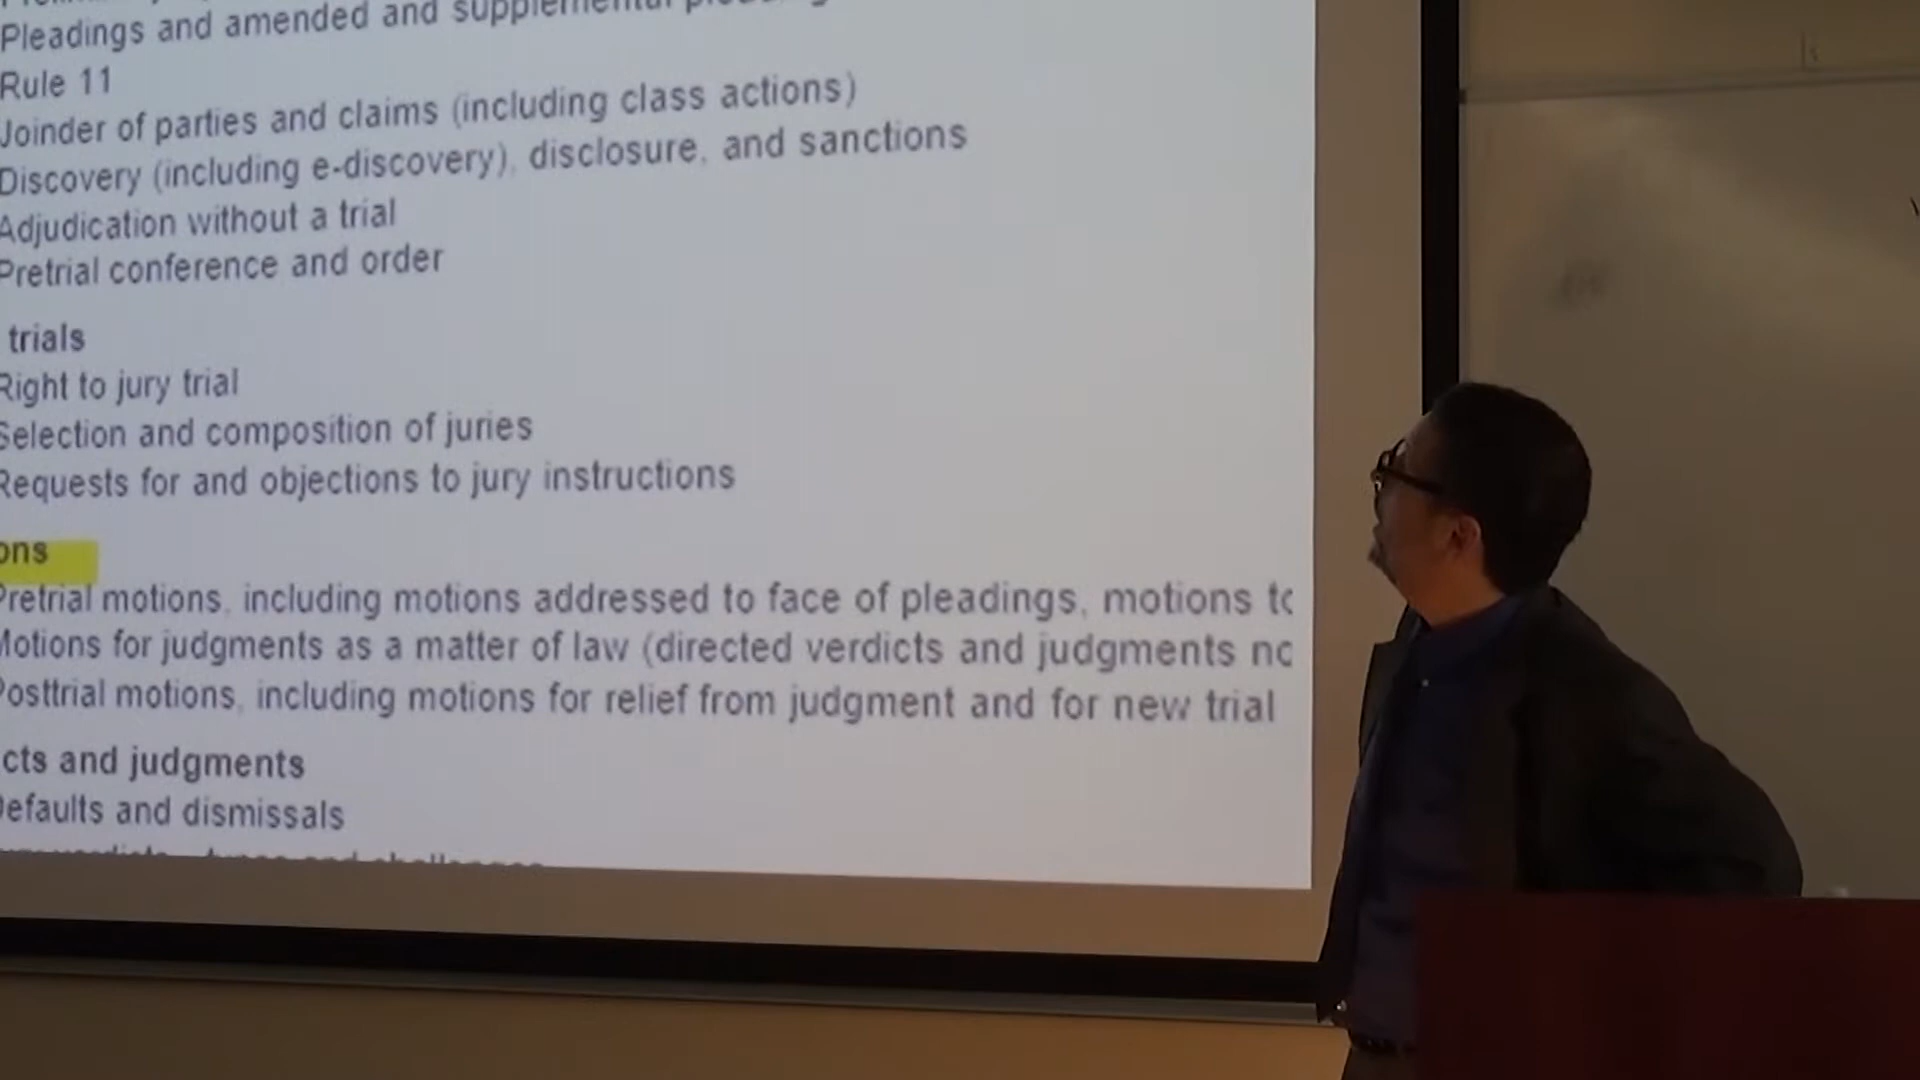 Pleadings and amended and supplemental
Rule 11
Joinder of parties and claims (including class actions)
Discovery (including e-discovery), disclosure, and sanctions
Adjudication without a trial
Pretrial conference and order
trials
Right to jury trial
Selection and composition of juries
Requests for and objections to jury instructions
ons
Pretrial motions, including motions addressed to face of pleadings, motions to
Motions for judgments as a matter of law (directed verdicts and judgments no
Posttrial motions, including motions for relief from judgment and for new trial
cts and judgments
Defaults and dismissals